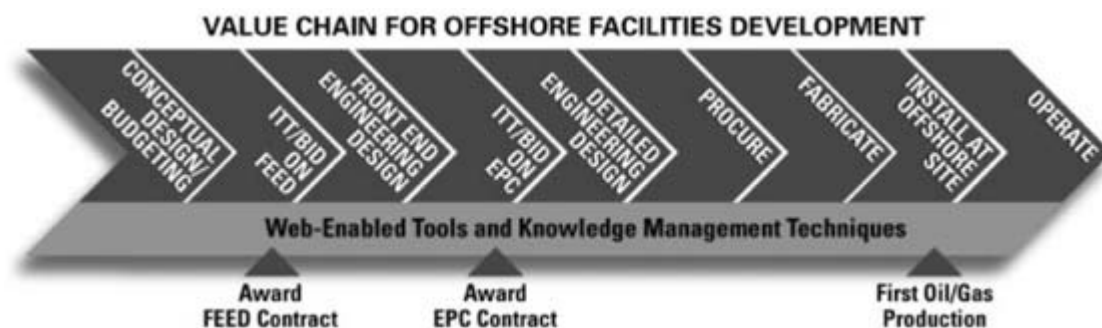 VALUE CHAIN FOR OFFSHORE FACILITIES DEVELOPMENT
CONCEPTUAL
DESIGN/
BUDGETING
ITT/BID
ON
FEED
FRONT END
ENGINEERING
DESIGN
ITT/BID
ON
EPC
DETAILED
ENGINEERING
DESIGN
PROCURE
FABRICATE
INSTALL AT
OFFSHORE
SITE
OPERATE
Web-Enabled Tools and Knowledge Management Techniques
Award
FEED Contract
Award
EPC Contract
First Oil/Gas
Production